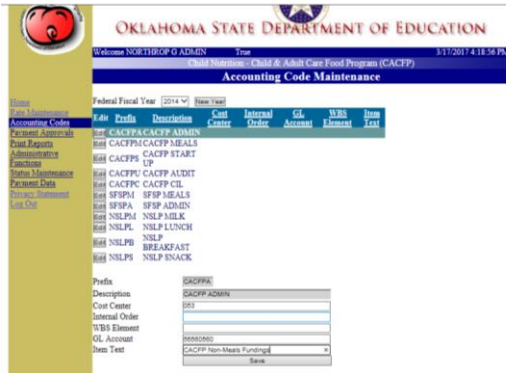 OKLAHOMA STATE DEPARTMENT OF EDUCATION
Welcome NORTHROP G ADMIN True 3/17/2017 4:18:56 PM
Child Nutrition - Child & Adult Care Food Program (CACFP)
Accounting Code Maintenance
Home
Rate Maintenance
Accounting Codes
Payment Approvals
Print Reports
Administrative
Functions
Status Maintenance
Payment Data
Privacy Statement
Log Out
Federal Fiscal Year 2014 New Year
Edit Prefix Description Cost Center Internal Order GL Account WBS Element Item Text
Edit CACFPA CACFP ADMIN
Edit CACFPM CACFP MEALS
Edit CACFPS CACFP START UP
Edit CACFPU CACFP AUDIT
Edit CACFPC CACFP CIL
Edit SFSPM SFSP MEALS
Edit SFSPA SFSP ADMIN
Edit NSLPM NSLP MILK
Edit NSLPL NSLP LUNCH
Edit NSLPB NSLP BREAKFAST
Edit NSLPS NSLP SNACK
Prefix CACFPA
Description CACFP ADMIN
Cost Center 053
Internal Order
WBS Element
GL Account
Item Text CACFP Non-Meals Fundings x
Save